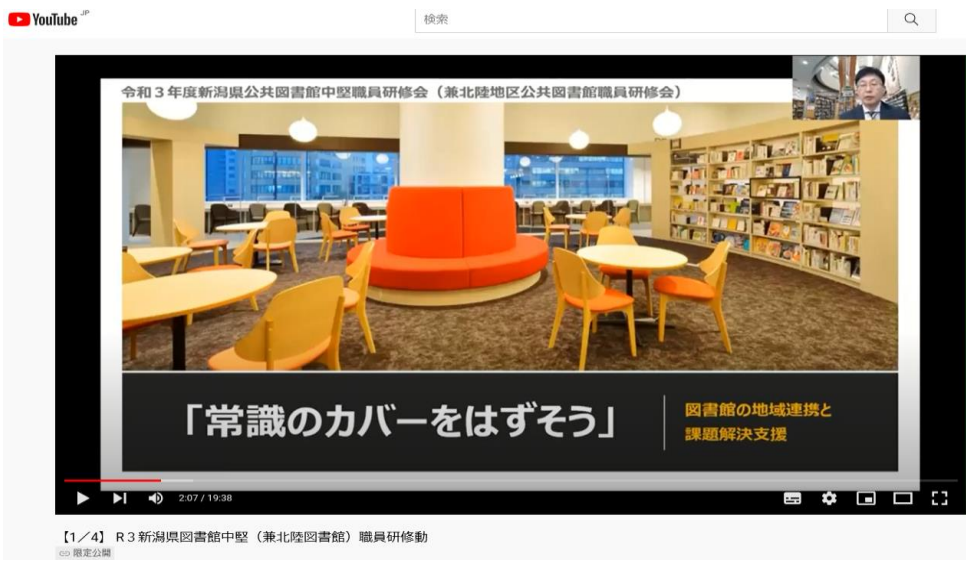 YouTube JP
検索
令和３年度新潟県公共図書館中堅職員研修会（兼北陸地区公共図書館職員研修会）
「常識のカバーをはずそう」
図書館の地域連携と
課題解決支援
2:07 / 19:38
【1／4】 R３新潟県図書館中堅（兼北陸図書館）職員研修動
限定公開